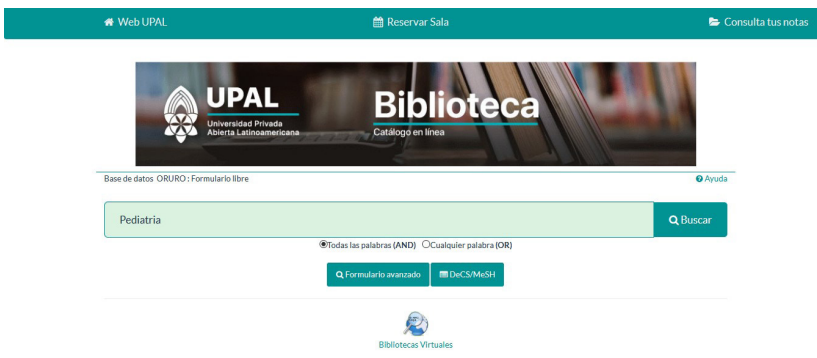 Web UPAL
Reservar Sala
Consulta tus notas
UPAL
Universidad Privada
Abierta Latinoamericana
Biblioteca
Catálogo en línea
Base de datos ORURO : Formulario libre
Ayuda
Pediatria
Buscar
Todas las palabras (AND) Cualquier palabra (OR)
Formulario avanzado
DeCS/MeSH
Bibliotecas Virtuales